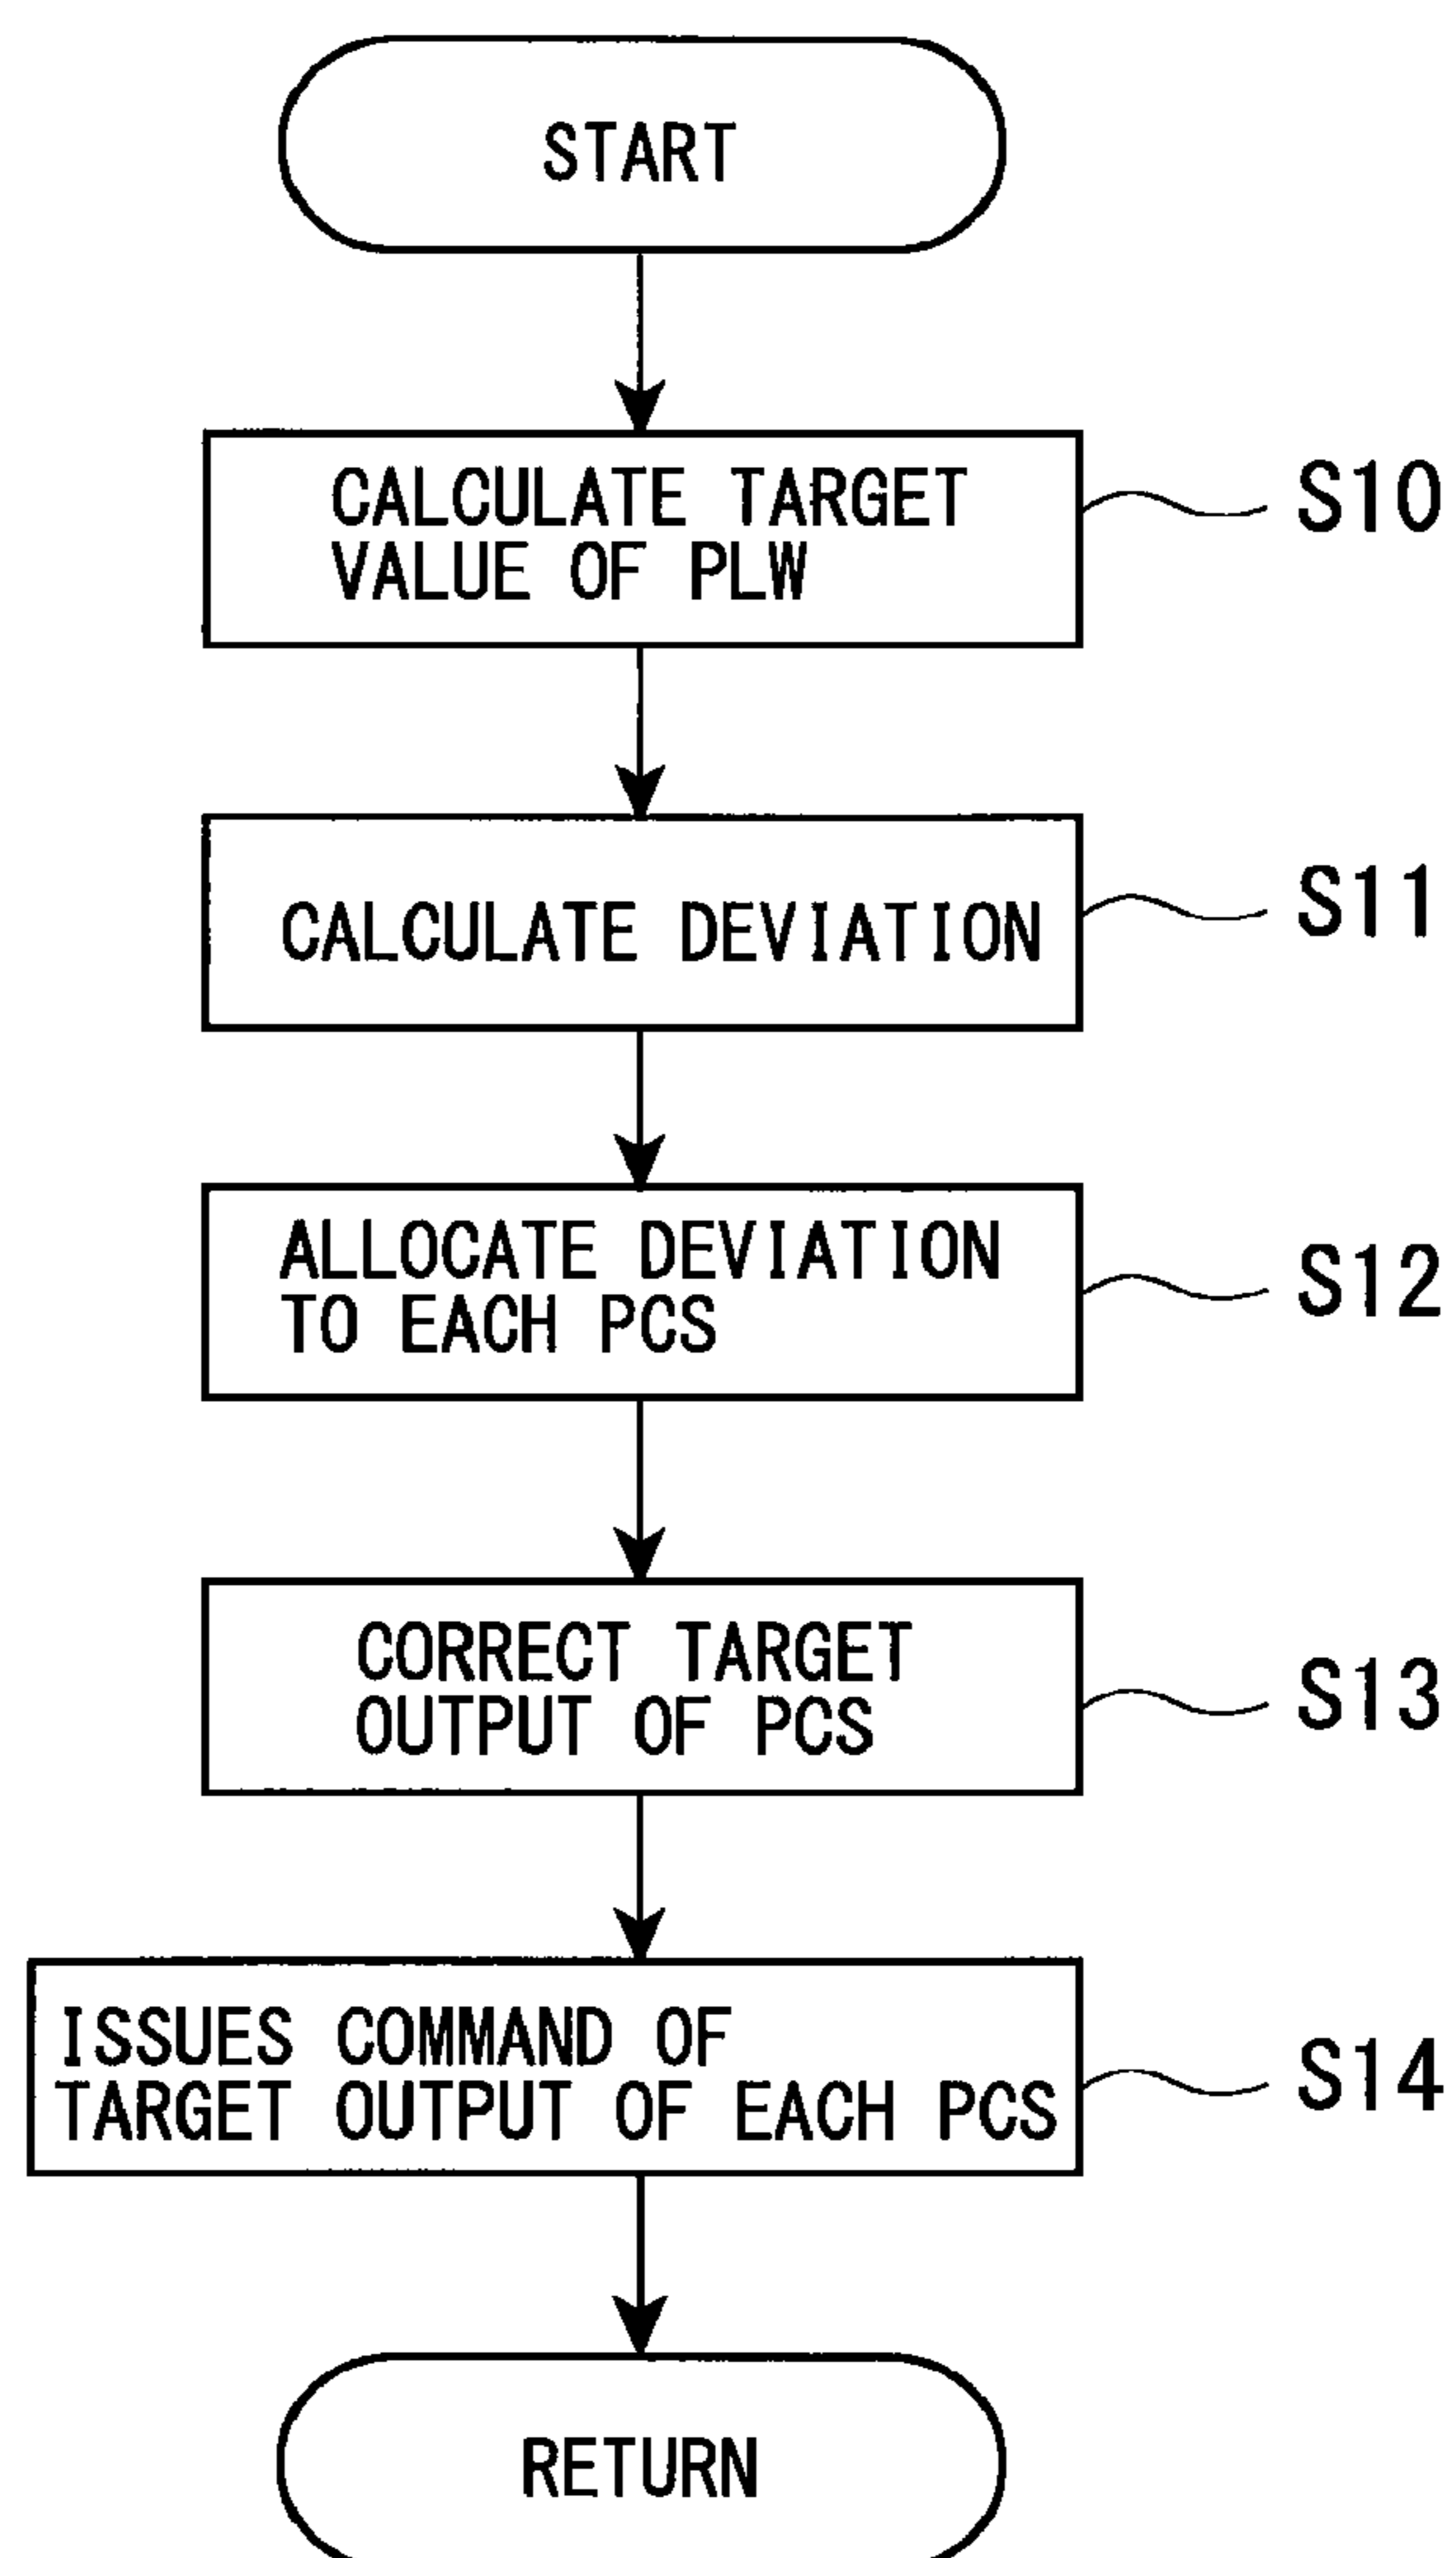 START
CALCULATE TARGET
VALUE OF PLW
S10
CALCULATE DEVIATION
S11
ALLOCATE DEVIATION
TO EACH PCS
S12
CORRECT TARGET
OUTPUT OF PCS
S13
ISSUES COMMAND OF
TARGET OUTPUT OF EACH PCS
S14
RETURN